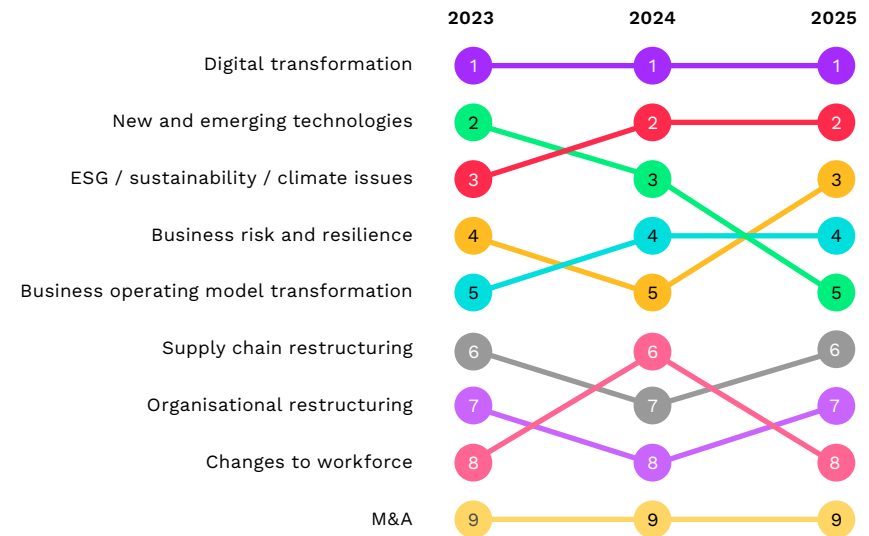 2023 2024 2025
Digital transformation 1 1 1
New and emerging technologies 2 2 2
ESG / sustainability / climate issues 3 3 3
Business risk and resilience 4 4 4
Business operating model transformation 5 5 5
Supply chain restructuring 6 6 6
Organisational restructuring 7 7 7
Changes to workforce 8 8 8
M&A 9 9 9